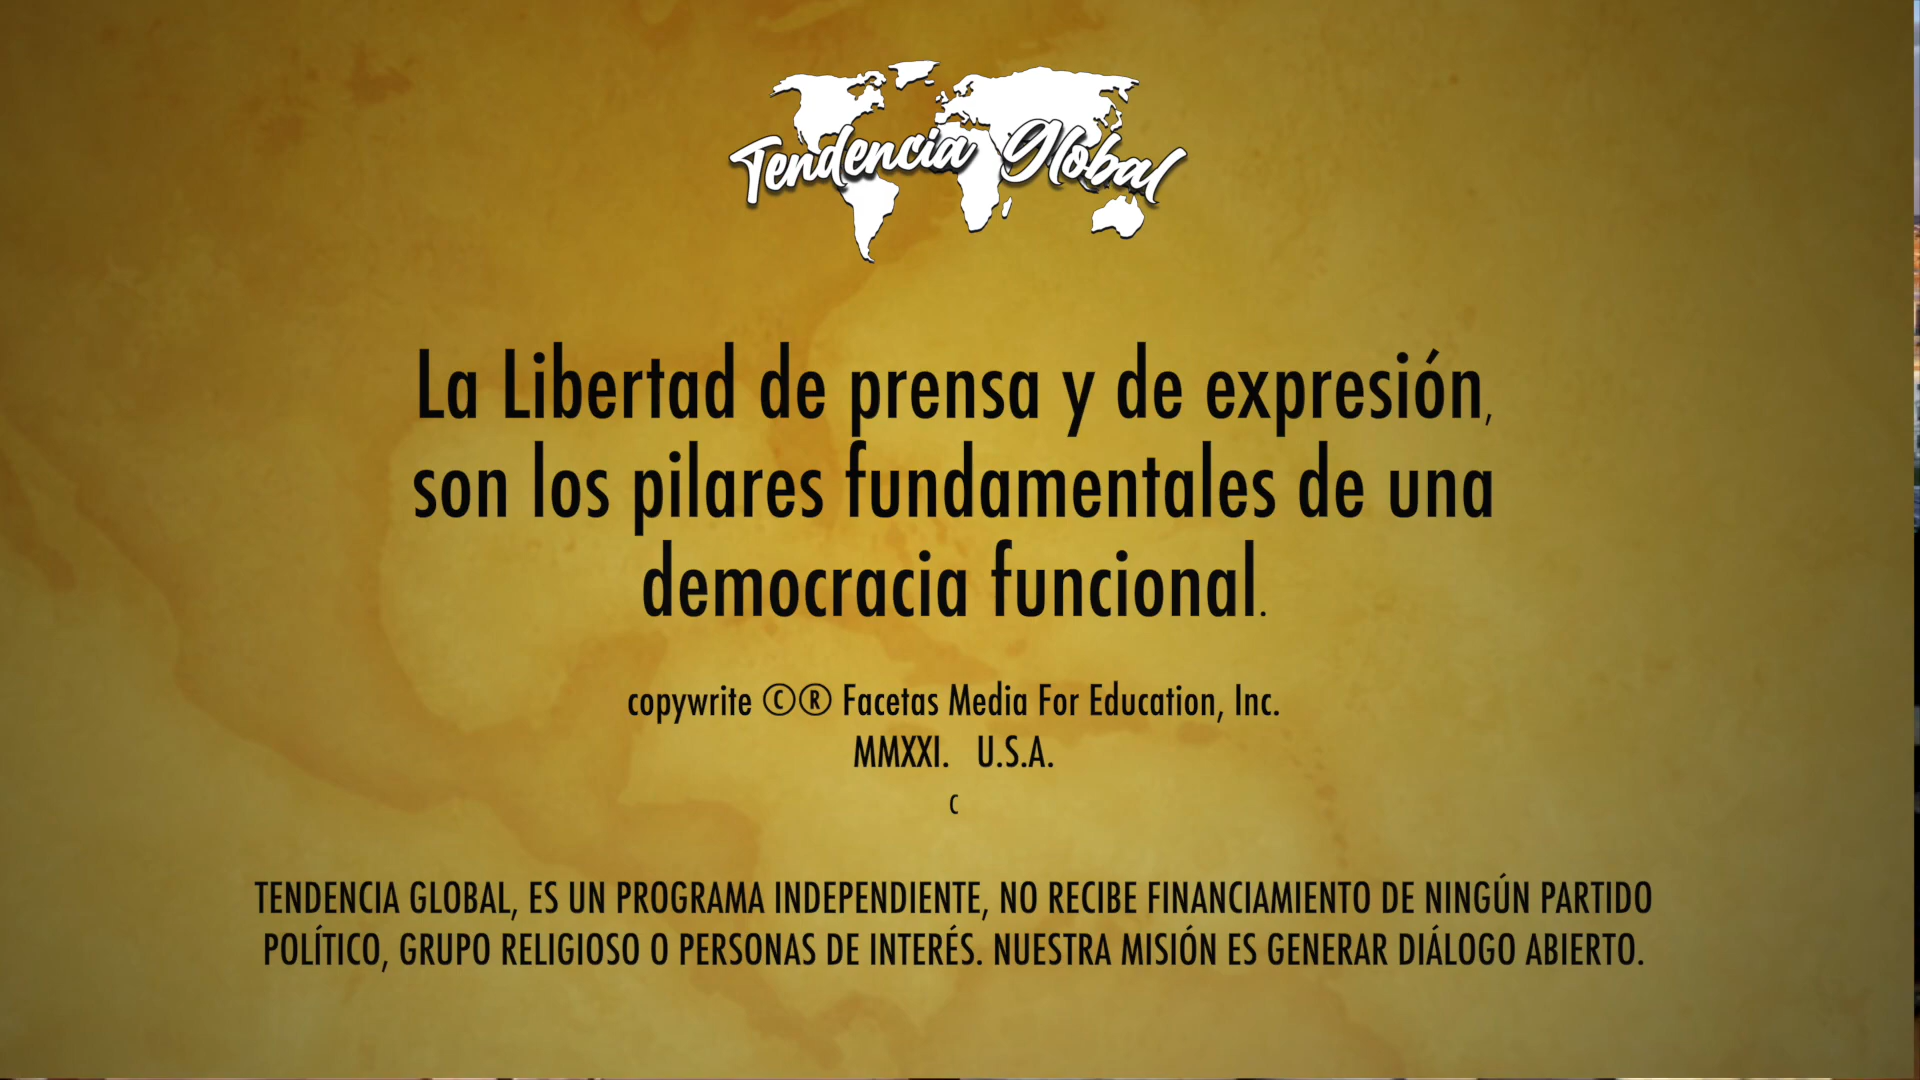 Tendencia Global
La Libertad de prensa y de expresión,
son los pilares fundamentales de una
democracia funcional.
copywrite ©® Facetas Media For Education, Inc.
MMXXI. U.S.A.
c
TENDENCIA GLOBAL, ES UN PROGRAMA INDEPENDIENTE, NO RECIBE FINANCIAMIENTO DE NINGÚN PARTIDO
POLÍTICO, GRUPO RELIGIOSO O PERSONAS DE INTERÉS. NUESTRA MISIÓN ES GENERAR DIÁLOGO ABIERTO.